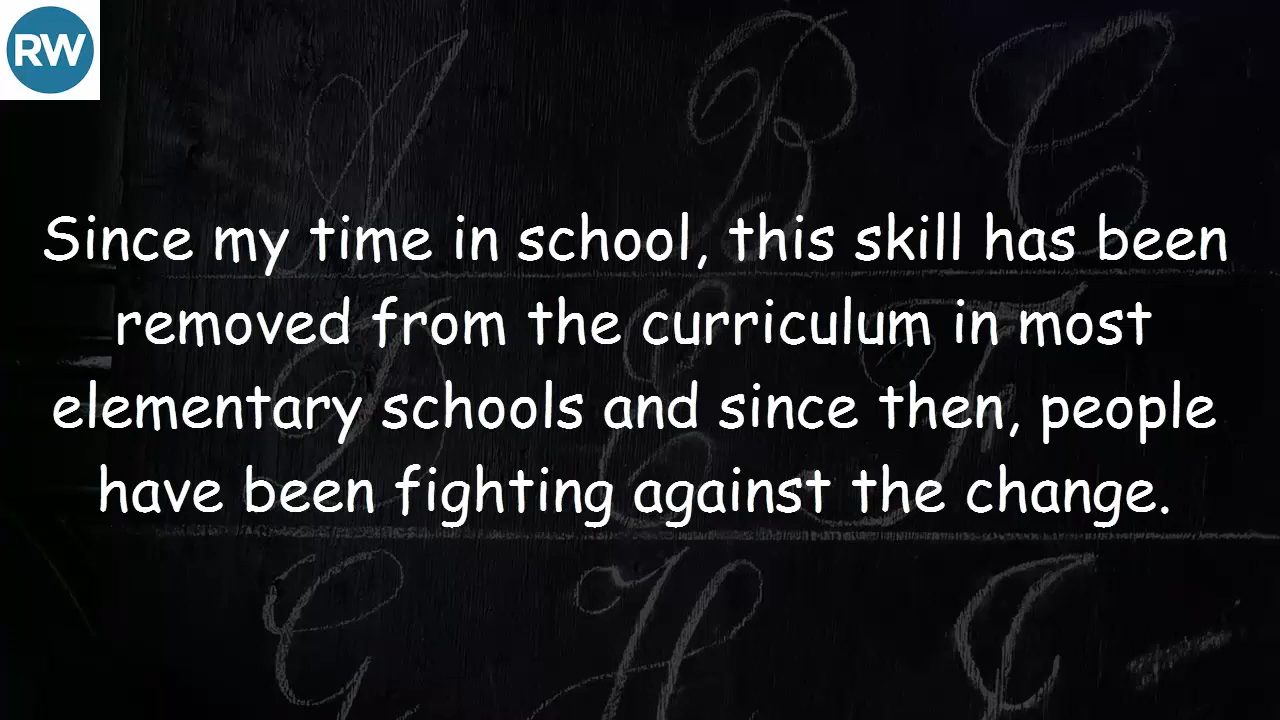 RW
A B C
Since my time in school, this skill has been
removed from the curriculum in most
elementary schools and since then, people
have been fighting against the change.
D E F
G H